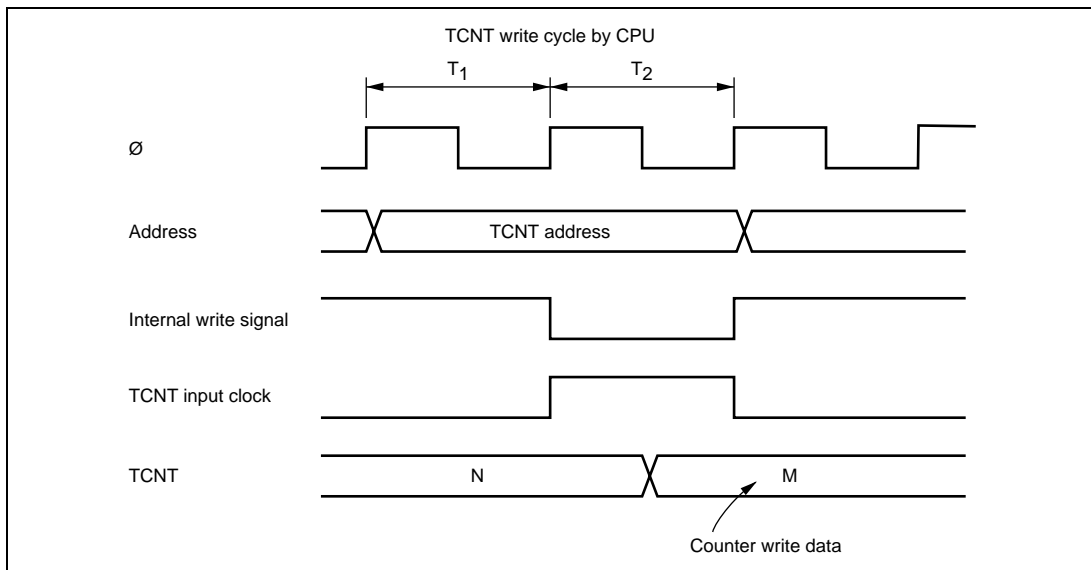 TCNT write cycle by CPU
T1 T2
Ø
Address TCNT address
Internal write signal
TCNT input clock
TCNT N M
Counter write data